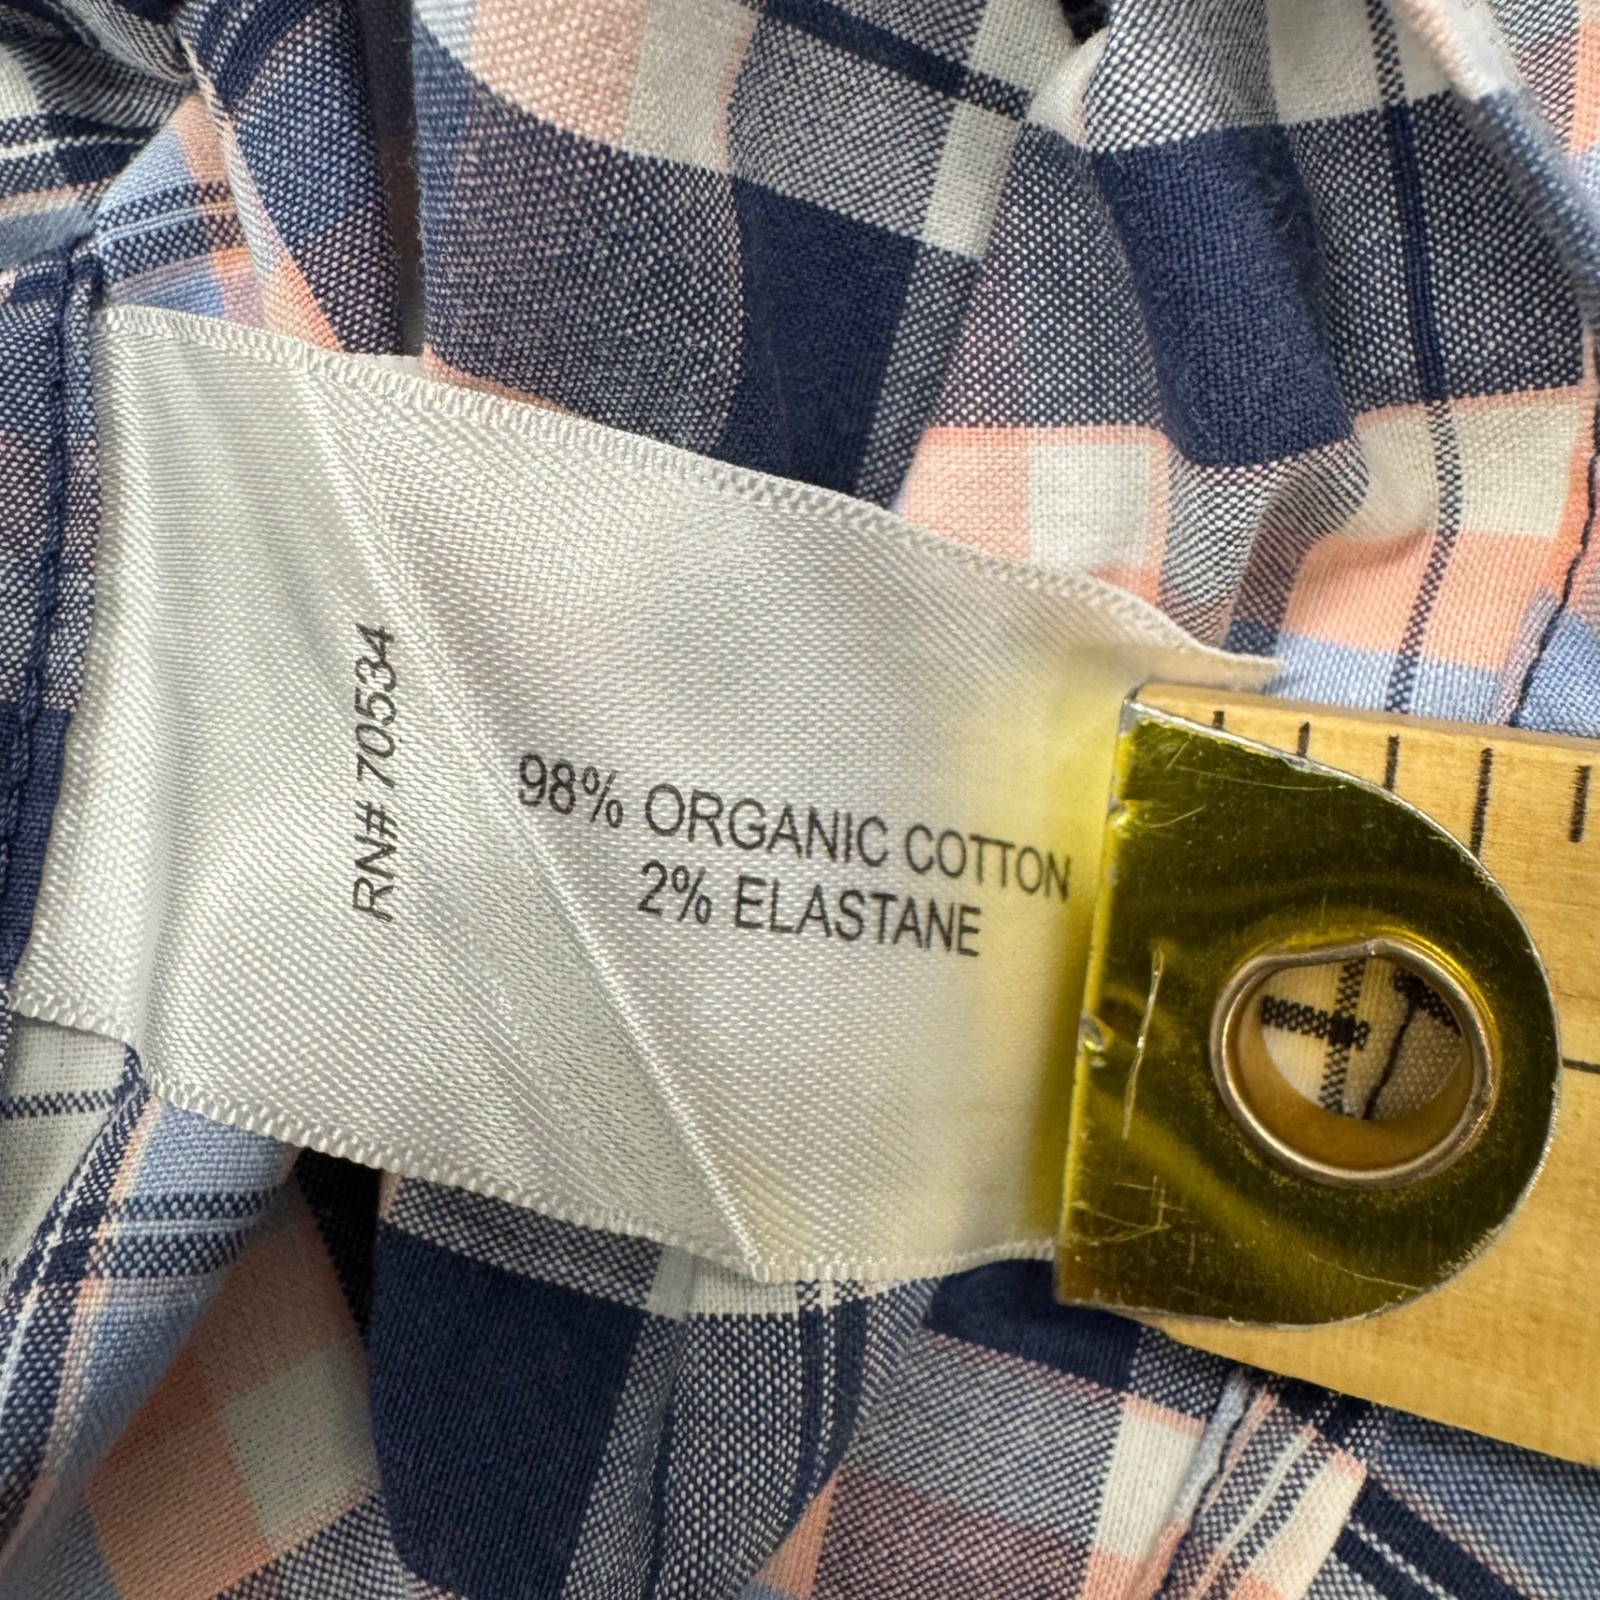 RN# 70534
98% ORGANIC COTTON
2% ELASTANE